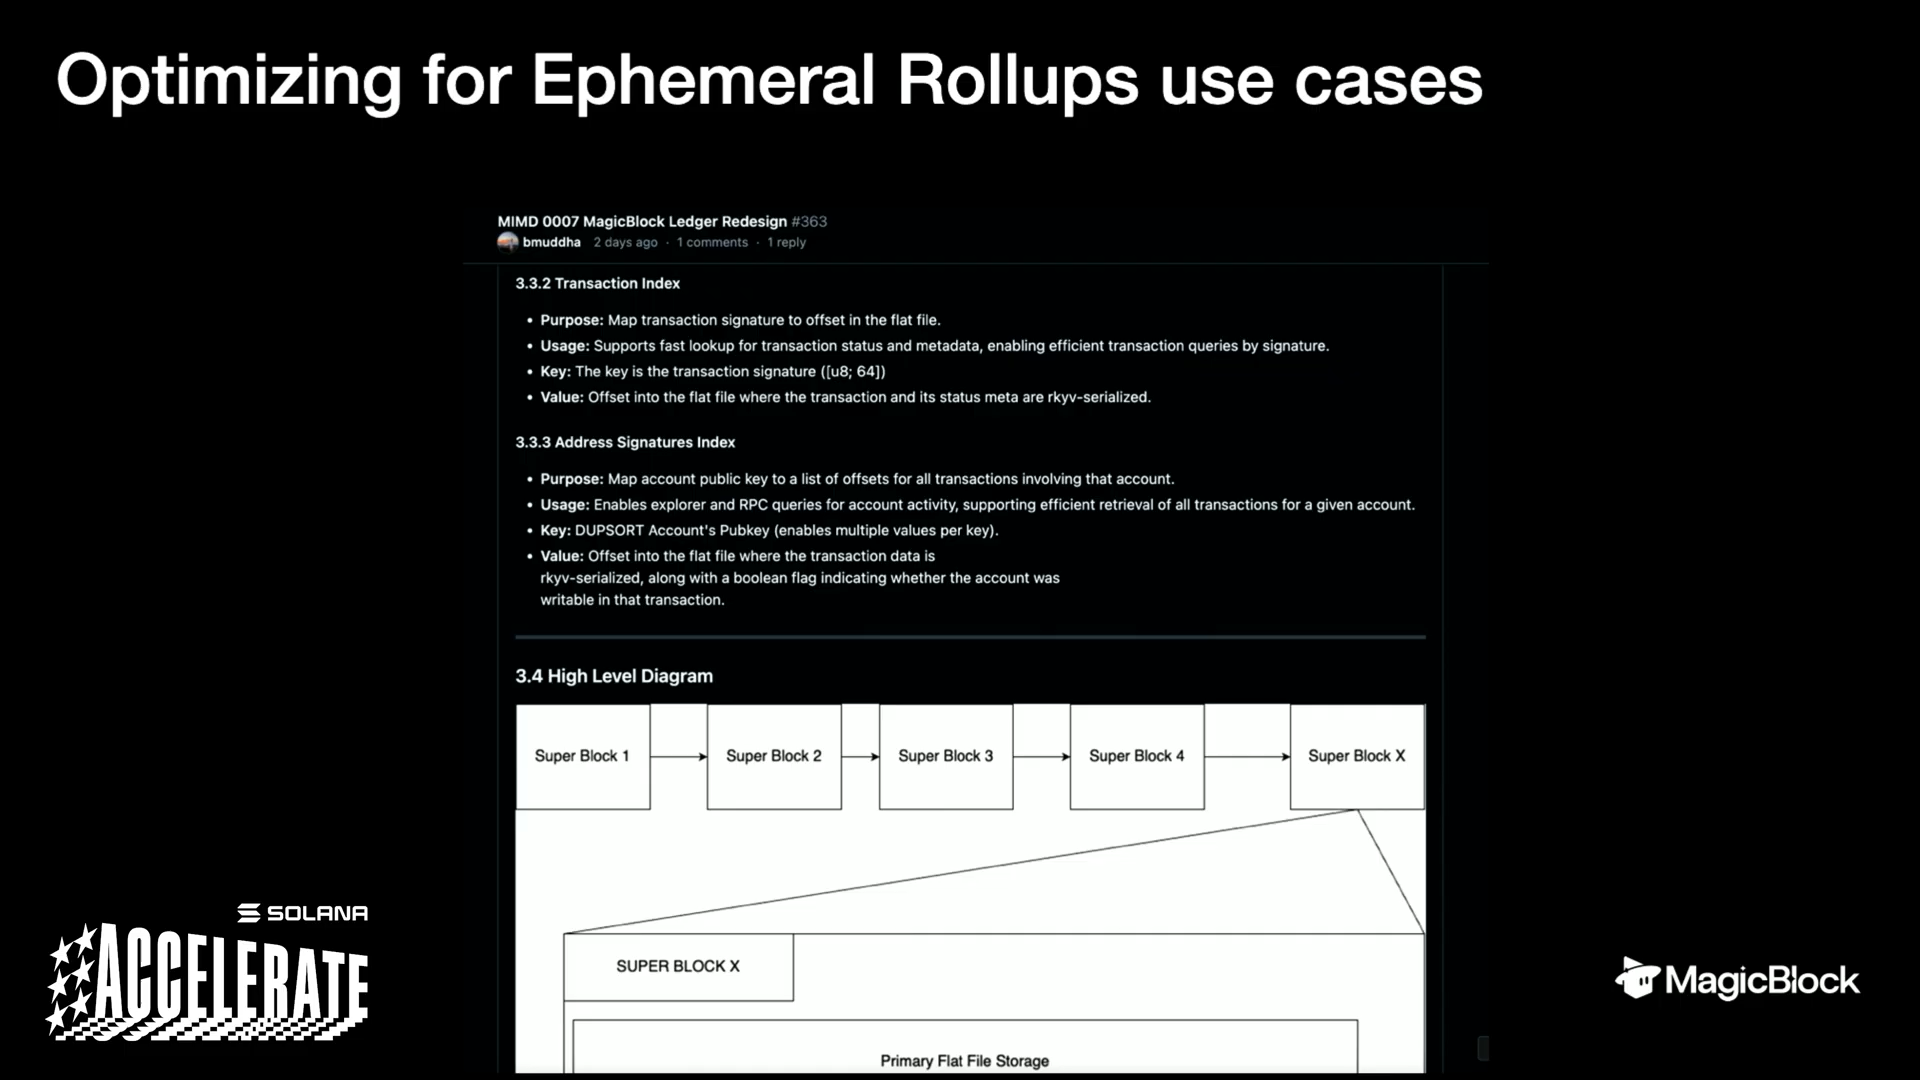 Optimizing for Ephemeral Rollups use cases
MIMD 0007 MagicBlock Ledger Redesign #363
bmuddha 2 days ago · 1 comments · 1 reply
3.3.2 Transaction Index
• Purpose: Map transaction signature to offset in the flat file.
• Usage: Supports fast lookup for transaction status and metadata, enabling efficient transaction queries by signature.
• Key: The key is the transaction signature ([u8; 64])
• Value: Offset into the flat file where the transaction and its status meta are rkyv-serialized.
3.3.3 Address Signatures Index
• Purpose: Map account public key to a list of offsets for all transactions involving that account.
• Usage: Enables explorer and RPC queries for account activity, supporting efficient retrieval of all transactions for a given account.
• Key: DUPSORT Account's Pubkey (enables multiple values per key).
• Value: Offset into the flat file where the transaction data is
rkyv-serialized, along with a boolean flag indicating whether the account was
writable in that transaction.
3.4 High Level Diagram
Super Block 1
Super Block 2
Super Block 3
Super Block 4
Super Block X
SUPER BLOCK X
Primary Flat File Storage
SOLANA
ACCELERATE
MagicBlock